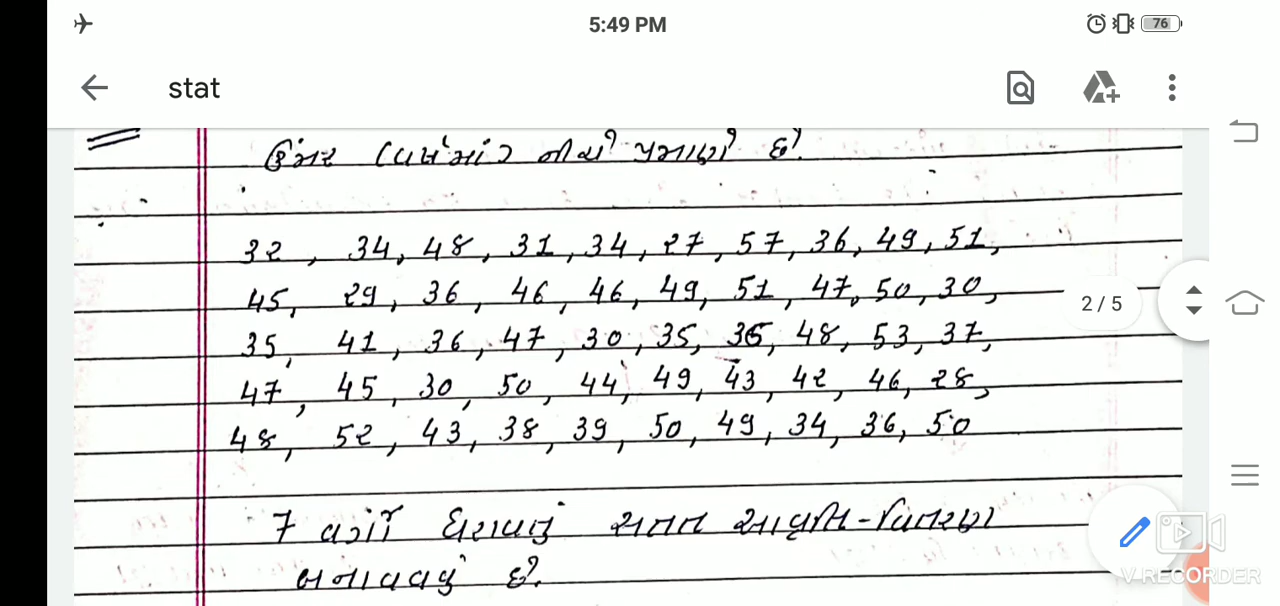 5:49 PM
76
stat
ઉંમર (વર્ષમાં) નીચે પ્રમાણે છે.
32, 34, 48, 31, 34, 27, 57, 36, 49, 51,
45, 29, 36, 46, 46, 49, 51, 47, 50, 30,
2 / 5
35, 41, 36, 47, 30, 35, 36, 48, 53, 37,
47, 45, 30, 50, 44, 49, 43, 42, 46, 28,
48, 52, 43, 38, 39, 50, 49, 34, 36, 50
7 વર્ગો ધરાવતું સતત આવૃત્તિ-વિતરણ
બનાવવવું છે.
V RECORDER